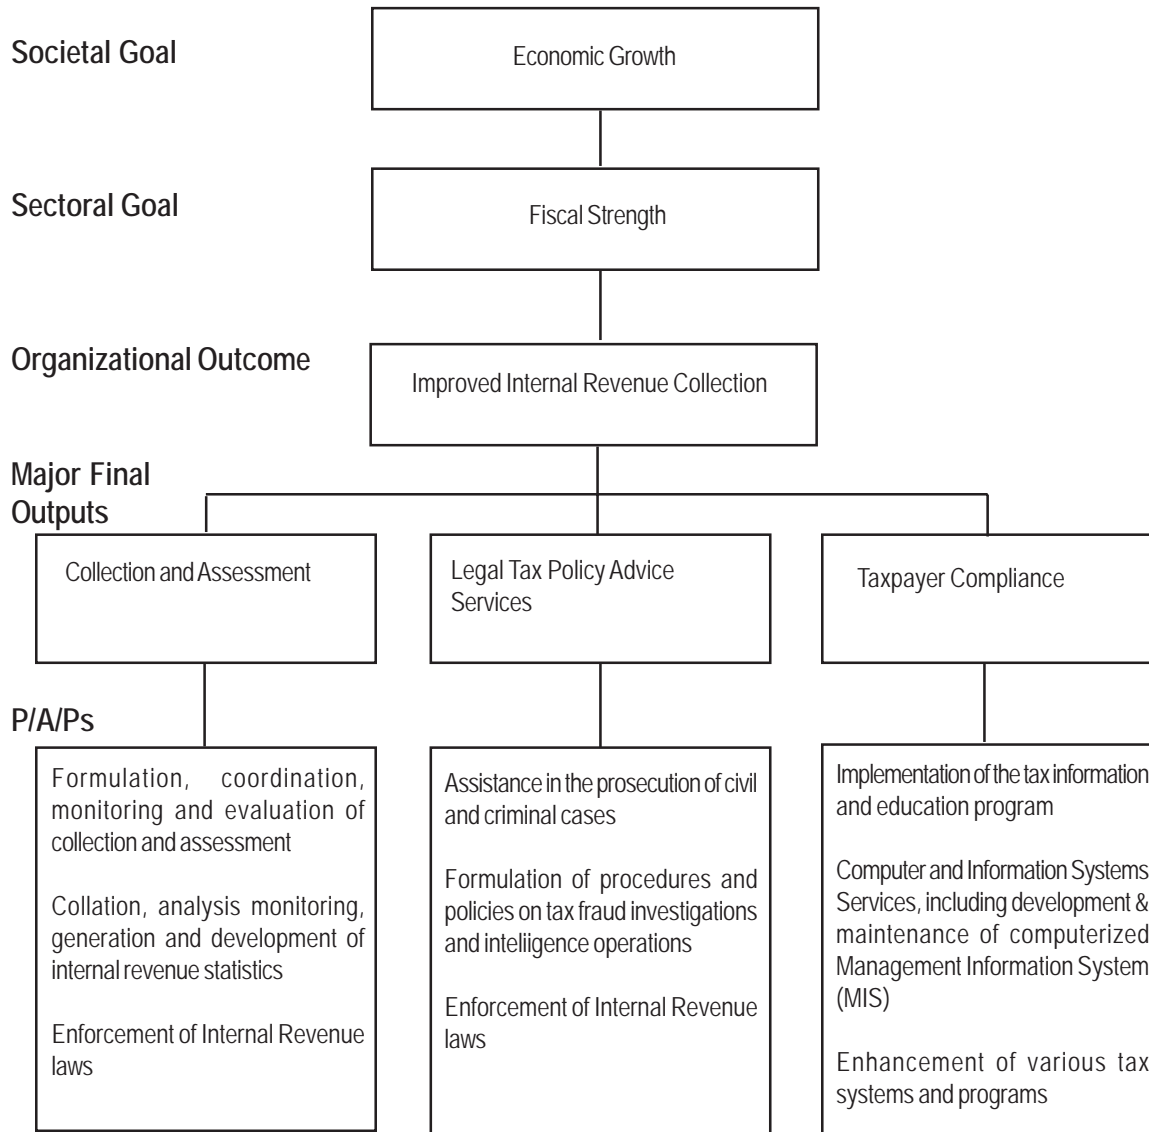 Societal Goal
Economic Growth
Sectoral Goal
Fiscal Strength
Organizational Outcome
Improved Internal Revenue Collection
Major Final
Outputs
Collection and Assessment
Legal Tax Policy Advice
Services
Taxpayer Compliance
P/A/Ps
Formulation, coordination,
monitoring and evaluation of
collection and assessment
Collation, analysis monitoring,
generation and development of
internal revenue statistics
Enforcement of Internal Revenue
laws
Assistance in the prosecution of civil
and criminal cases
Formulation of procedures and
policies on tax fraud investigations
and inteliigence operations
Enforcement of Internal Revenue
laws
Implementation of the tax information
and education program
Computer and Information Systems
Services, including development &
maintenance of computerized
Management Information System
(MIS)
Enhancement of various tax
systems and programs